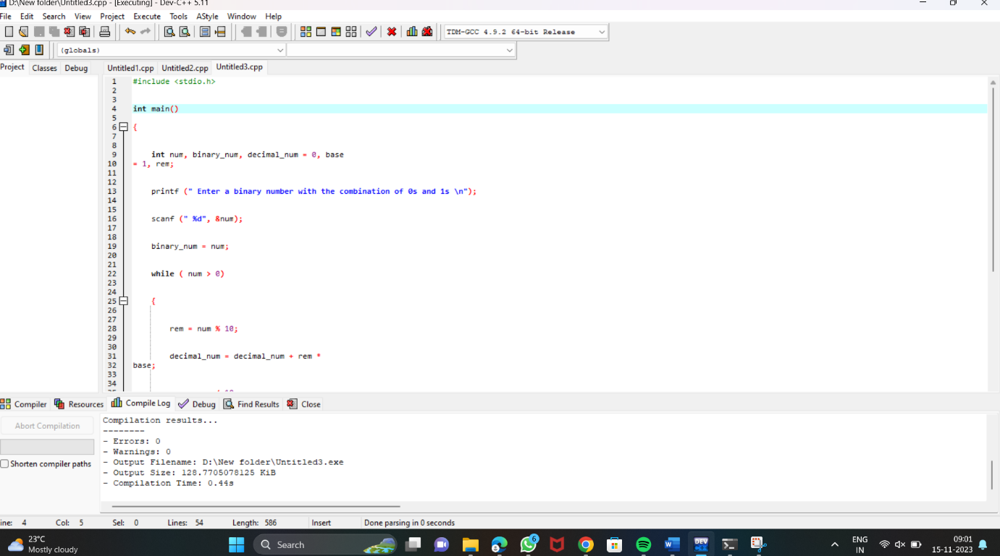 D:\New folder\Untitled3.cpp - [Executing] - Dev-C++ 5.11
File Edit Search View Project Execute Tools AStyle Window Help
TDM-GCC 4.9.2 64-bit Release
(globals)
Project Classes Debug Untitled1.cpp Untitled2.cpp Untitled3.cpp
1 #include <stdio.h>
2
3
4 int main()
5
6 {
7
8
9 int num, binary_num, decimal_num = 0, base
10 = 1, rem;
11
12
13 printf (" Enter a binary number with the combination of 0s and 1s \n");
14
15
16 scanf (" %d", &num);
17
18
19 binary_num = num;
20
21
22 while ( num > 0)
23
24
25 {
26
27
28 rem = num % 10;
29
30
31 decimal_num = decimal_num + rem *
32 base;
33
34
Compiler Resources Compile Log Debug Find Results Close
Abort Compilation
Shorten compiler paths
Compilation results...
--------
- Errors: 0
- Warnings: 0
- Output Filename: D:\New folder\Untitled3.exe
- Output Size: 128.7705078125 KiB
- Compilation Time: 0.44s
ine: 4 Col: 5 Sel: 0 Lines: 54 Length: 586 Insert Done parsing in 0 seconds
23°C
Mostly cloudy
Search
6
DEV
ENG
IN
09:01
15-11-2023